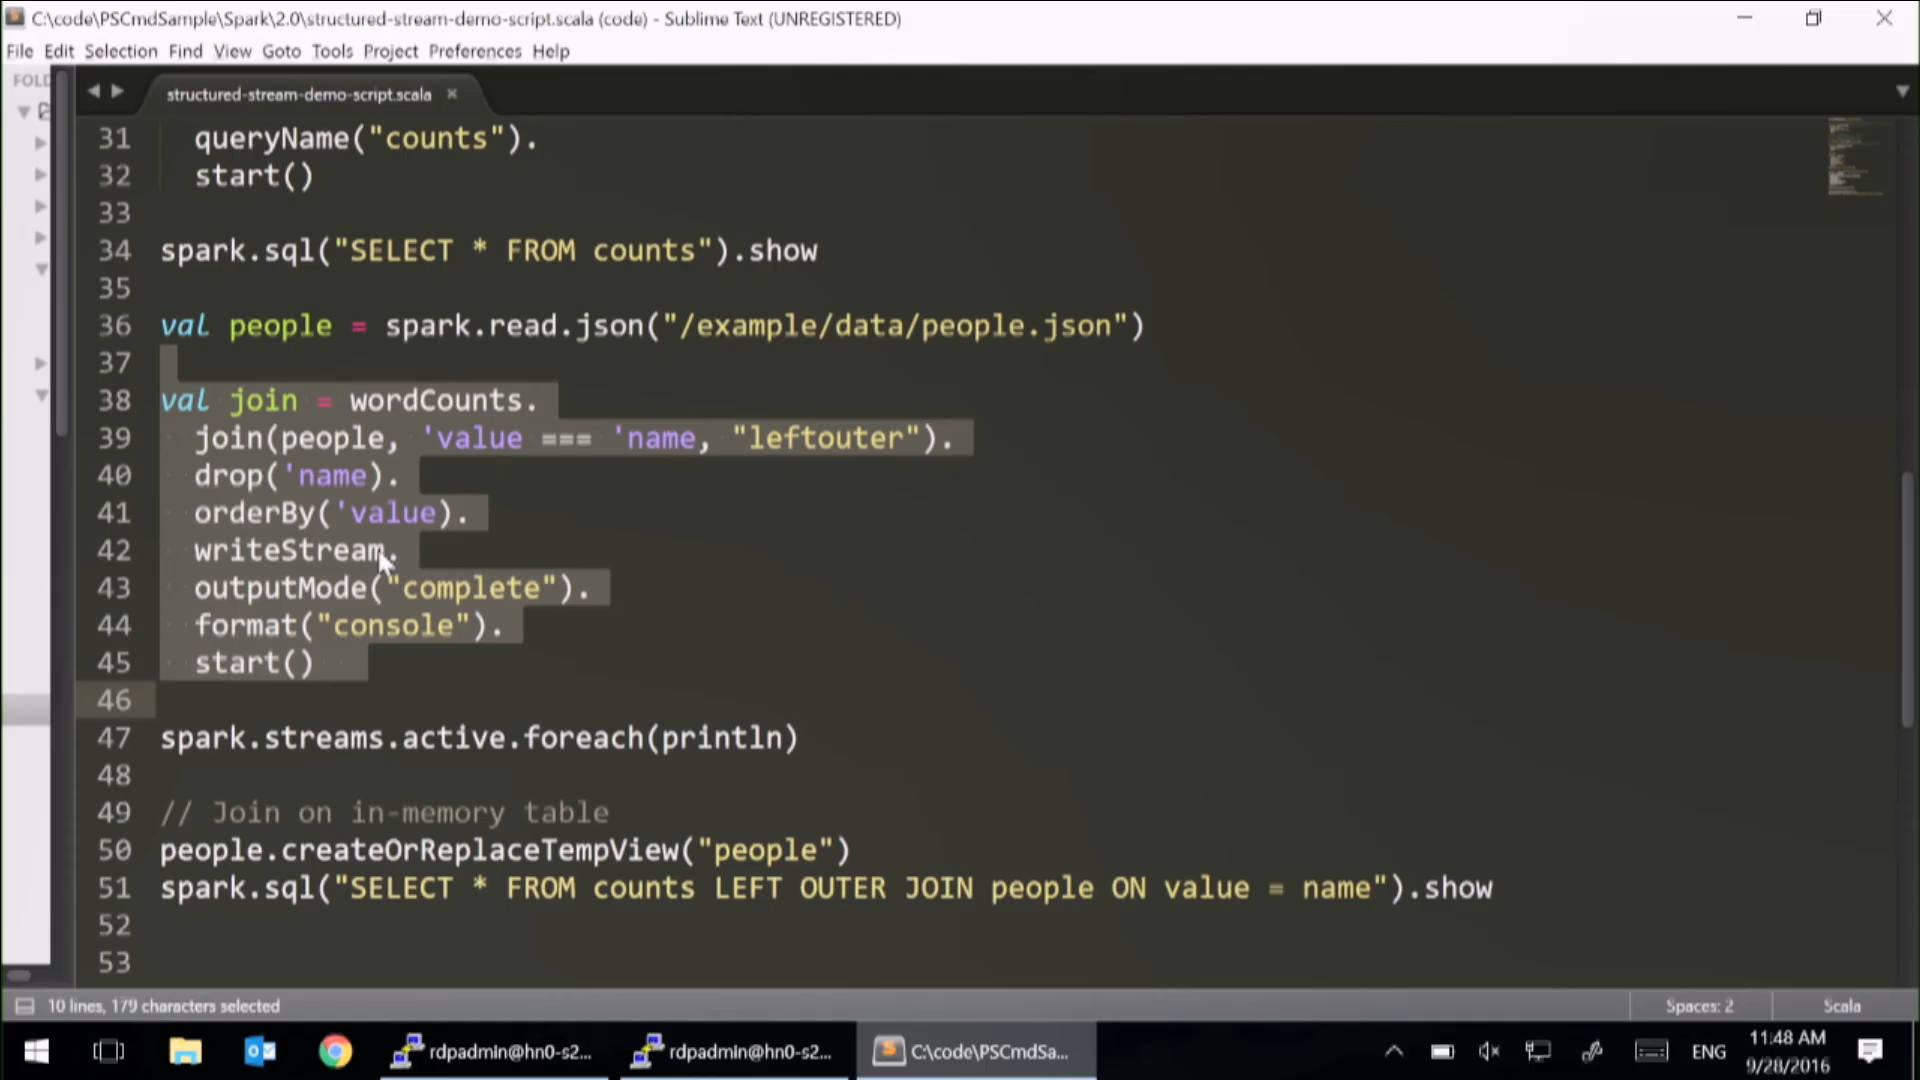 C:\code\PSCmdSample\Spark\2.0\structured-stream-demo-script.scala (code) - Sublime Text (UNREGISTERED)
File Edit Selection Find View Goto Tools Project Preferences Help
FOLD
structured-stream-demo-script.scala
31 queryName("counts").
32 start()
33
34 spark.sql("SELECT * FROM counts").show
35
36 val people = spark.read.json("/example/data/people.json")
37
38 val join = wordCounts.
39 join(people, 'value === 'name, "leftouter").
40 drop('name).
41 orderBy('value).
42 writeStream.
43 outputMode("complete").
44 format("console").
45 start()
46
47 spark.streams.active.foreach(println)
48
49 // Join on in-memory table
50 people.createOrReplaceTempView("people")
51 spark.sql("SELECT * FROM counts LEFT OUTER JOIN people ON value = name").show
52
53
10 lines, 179 characters selected
Spaces: 2
Scala
rdpadmin@hn0-s2...
rdpadmin@hn0-s2...
C:\code\PSCmdSa...
ENG
11:48 AM
9/28/2016